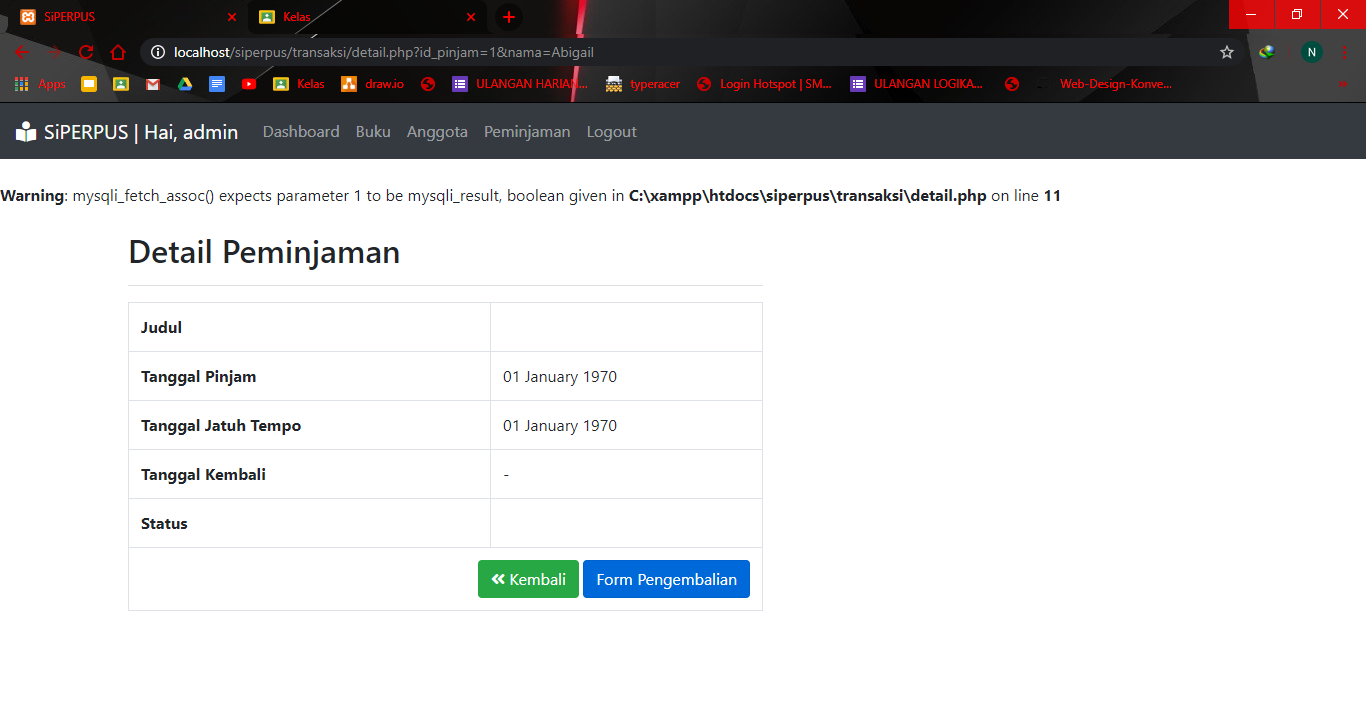 SiPERPUS
Kelas
localhost/siperpus/transaksi/detail.php?id_pinjam=1&nama=Abigail
N
Apps Kelas draw.io ULANGAN HARIAN... typeracer Login Hotspot | SM... ULANGAN LOGIKA... Web-Design-Konve...
SiPERPUS | Hai, admin Dashboard Buku Anggota Peminjaman Logout
Warning: mysqli_fetch_assoc() expects parameter 1 to be mysqli_result, boolean given in C:\xampp\htdocs\siperpus\transaksi\detail.php on line 11
Detail Peminjaman
Judul
Tanggal Pinjam 01 January 1970
Tanggal Jatuh Tempo 01 January 1970
Tanggal Kembali -
Status
Kembali Form Pengembalian